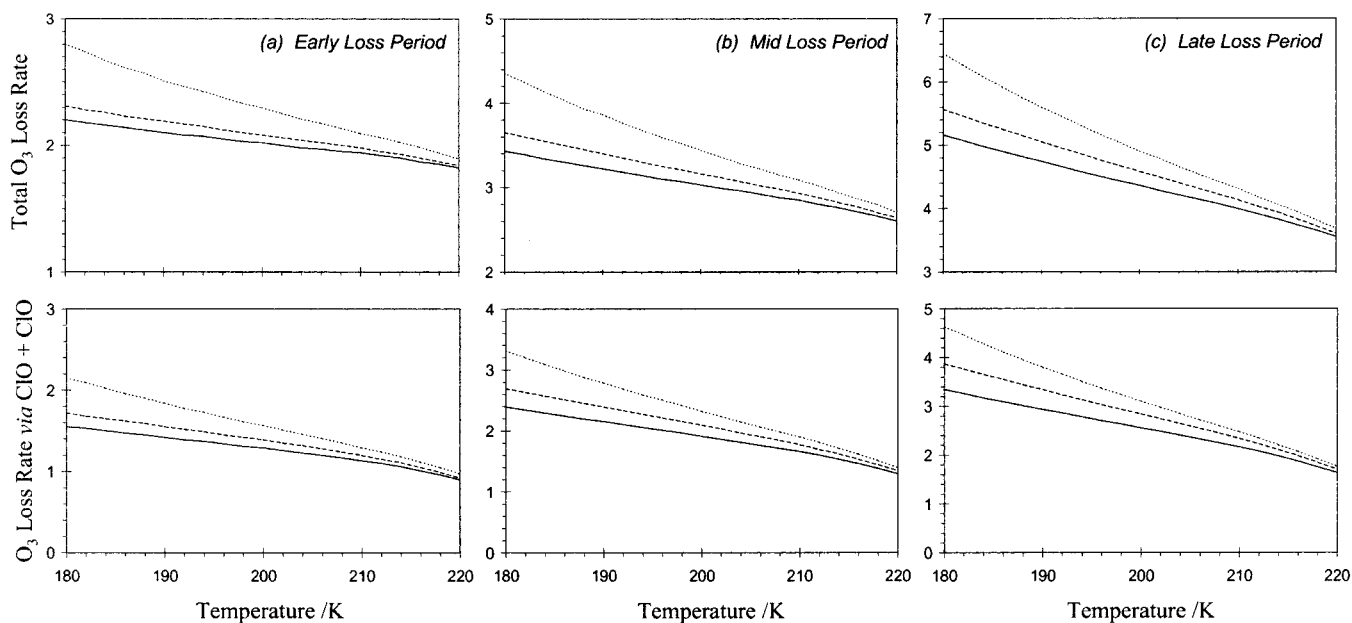 (a) Early Loss Period
(b) Mid Loss Period
(c) Late Loss Period
Total O₃ Loss Rate
3
2
1
5
4
3
2
7
6
5
4
3
O₃ Loss Rate via ClO + ClO
3
2
1
0
4
3
2
1
0
5
4
3
2
1
0
180 190 200 210 220
180 190 200 210 220
180 190 200 210 220
Temperature /K
Temperature /K
Temperature /K